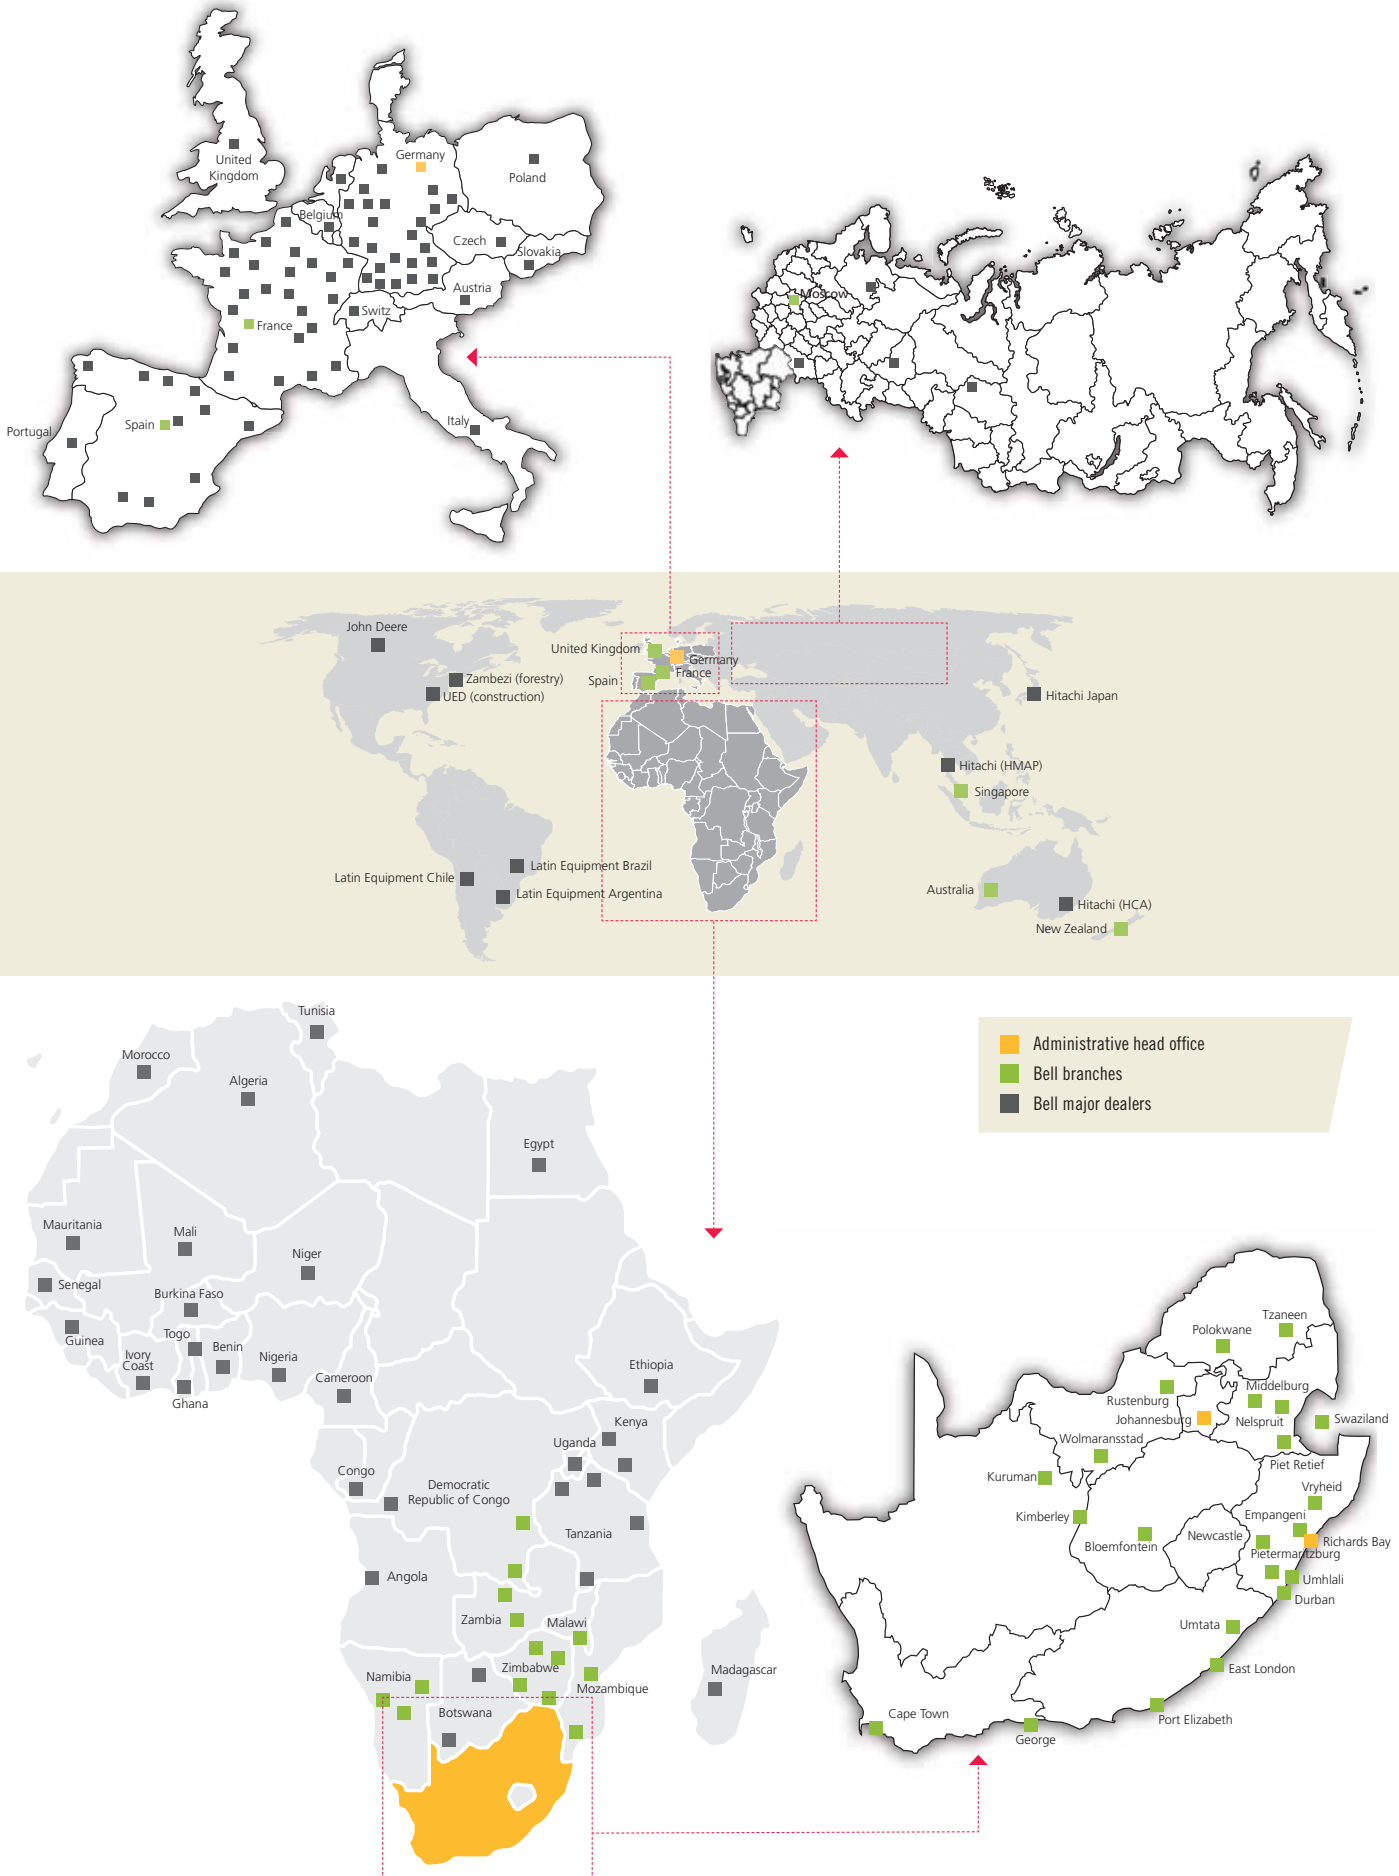 Germany
United
Kingdom
Poland
Belgium
Czech
Slovakia
Austria
Switz
France
Spain
Portugal
Italy
Moscow
John Deere
Zambezi (forestry)
UED (construction)
United Kingdom
Germany
France
Spain
Hitachi Japan
Hitachi (HMAP)
Singapore
Latin Equipment Brazil
Latin Equipment Chile
Latin Equipment Argentina
Australia
Hitachi (HCA)
New Zealand
Administrative head office
Bell branches
Bell major dealers
Tunisia
Morocco
Algeria
Egypt
Mauritania
Mali
Niger
Senegal
Burkina Faso
Guinea
Togo
Benin
Ivory
Coast
Nigeria
Ghana
Cameroon
Ethiopia
Kenya
Uganda
Congo
Democratic
Republic of Congo
Tanzania
Angola
Zambia
Malawi
Zimbabwe
Namibia
Mozambique
Madagascar
Botswana
Tzaneen
Polokwane
Middelburg
Rustenburg
Johannesburg
Nelspruit
Swaziland
Wolmaransstad
Piet Retief
Kuruman
Vryheid
Empangeni
Kimberley
Newcastle
Bloemfontein
Richards Bay
Pietermaritzburg
Umhlali
Durban
Umtata
East London
Cape Town
Port Elizabeth
George